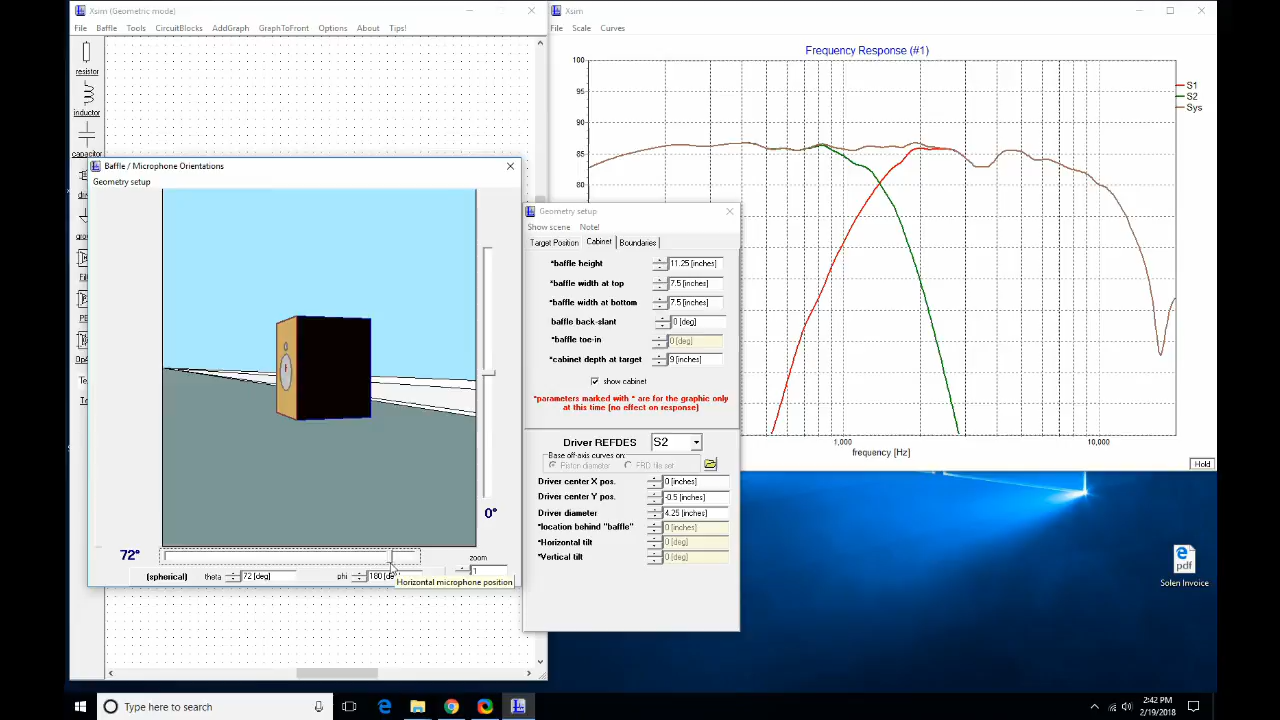 Xsim (Geometric mode)
File Baffle Tools CircuitBlocks AddGraph GraphToFront Options About Tips!
resistor
inductor
capacitor
Baffle / Microphone Orientations
Geometry setup
0°
72°
zoom
1
(spherical) theta 72 [deg] phi 180 [de
Horizontal microphone position
Geometry setup
Show scene Note!
Target Position Cabinet Boundaries
*baffle height 11.25 [inches]
*baffle width at top 7.5 [inches]
*baffle width at bottom 7.5 [inches]
baffle back-slant 0 [deg]
*baffle toe-in 0 [deg]
*cabinet depth at target 9 [inches]
show cabinet
*parameters marked with * are for the graphic only
at this time [no effect on response)
Driver REFDES S2
Base off-axis curves on:
Piston diameter FRD file set
Driver center X pos. 0 [inches]
Driver center Y pos. -0.5 [inches]
Driver diameter 4.25 [inches]
*location behind "baffle" 0 [inches]
*Horizontal tilt 0 [deg]
*Vertical tilt 0 [deg]
Xsim
File Scale Curves
Frequency Response (#1)
100
95
90
85
80
S1
S2
Sys
1,000 10,000
frequency [Hz]
Hold
Solen Invoice
Type here to search
2:42 PM
2/19/2018